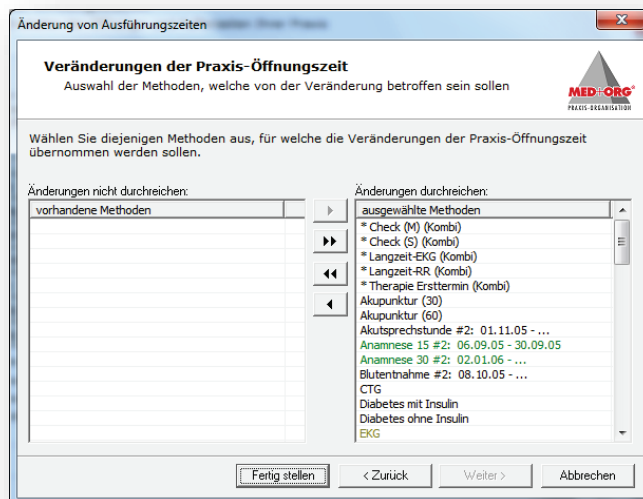 Änderung von Ausführungszeiten
Veränderungen der Praxis-Öffnungszeit
Auswahl der Methoden, welche von der Veränderung betroffen sein sollen
MED+ORG®
PRAXIS-ORGANISATION
Wählen Sie diejenigen Methoden aus, für welche die Veränderungen der Praxis-Öffnungszeit
übernommen werden sollen.
Änderungen nicht durchreichen:
vorhandene Methoden
Änderungen durchreichen:
ausgewählte Methoden
* Check (M) (Kombi)
* Check (S) (Kombi)
* Langzeit-EKG (Kombi)
* Langzeit-RR (Kombi)
* Therapie Ersttermin (Kombi)
Akupunktur (30)
Akupunktur (60)
Akutsprechstunde #2: 01.11.05 - ...
Anamnese 15 #2: 06.09.05 - 30.09.05
Anamnese 30 #2: 02.01.06 - ...
Blutentnahme #2: 08.10.05 - ...
CTG
Diabetes mit Insulin
Diabetes ohne Insulin
EKG
Fertig stellen
< Zurück
Weiter >
Abbrechen